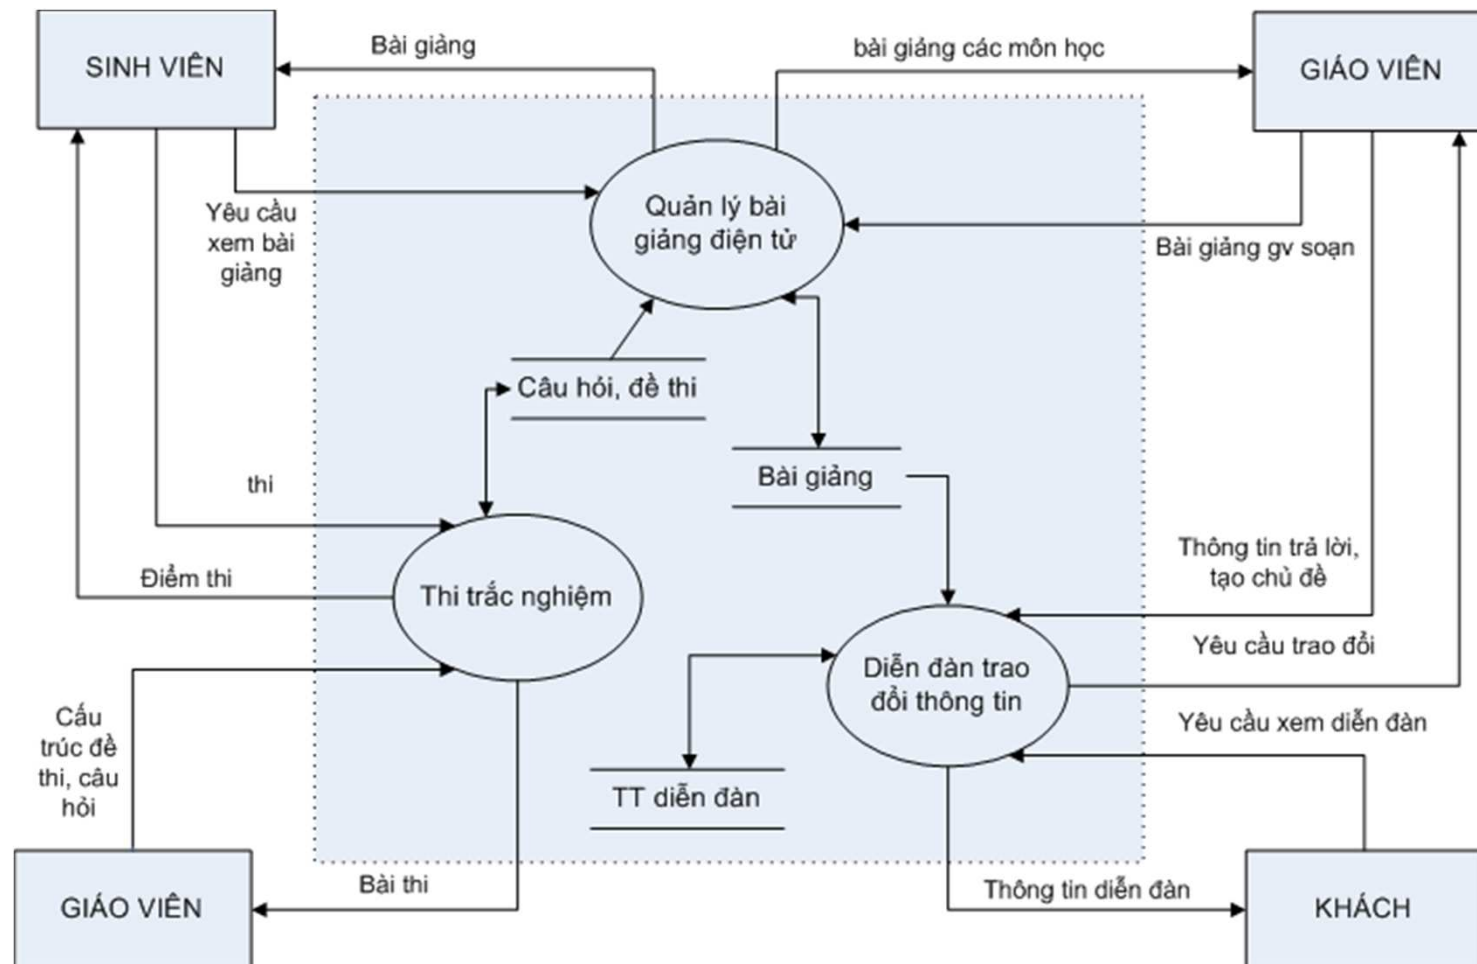 SINH VIÊN
Bài giảng
bài giảng các môn học
GIÁO VIÊN
Quản lý bài
giảng điện tử
Yêu cầu
xem bài
giảng
Bài giảng gv soạn
Câu hỏi, đề thi
Bài giảng
thi
Thông tin trả lời,
tạo chủ đề
Điểm thi
Thi trắc nghiệm
Yêu cầu trao đổi
Diễn đàn trao
đổi thông tin
Cấu
trúc đề
thi, câu
hỏi
Yêu cầu xem diễn đàn
TT diễn đàn
Bài thi
Thông tin diễn đàn
GIÁO VIÊN
KHÁCH